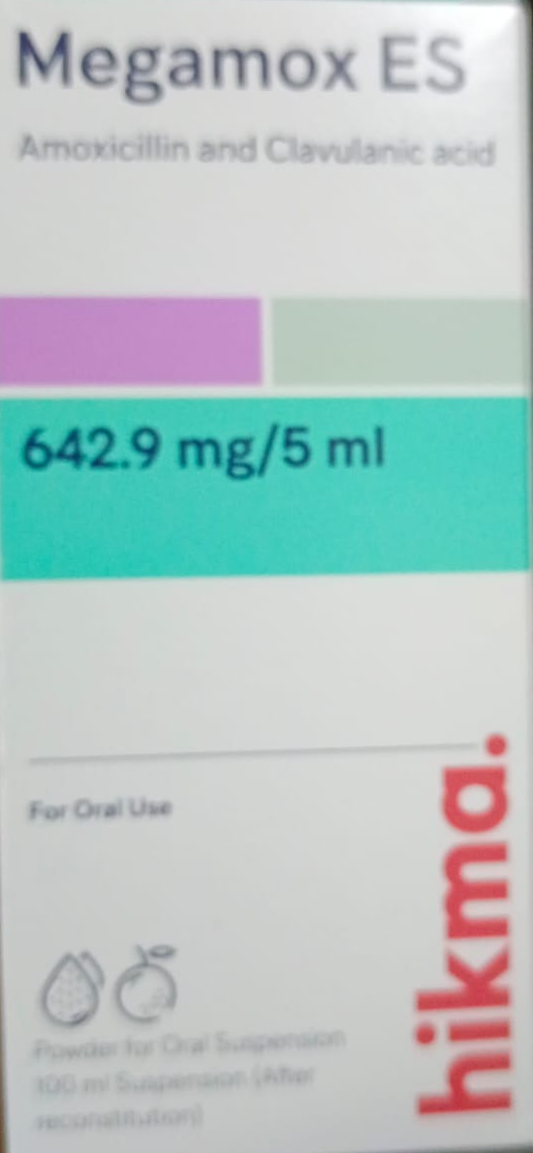 Megamox ES
Amoxicillin and Clavulanic acid
642.9 mg/5 ml
For Oral Use
Powder for Oral Suspension
100 ml Suspension (After
reconstitution)
hikma.